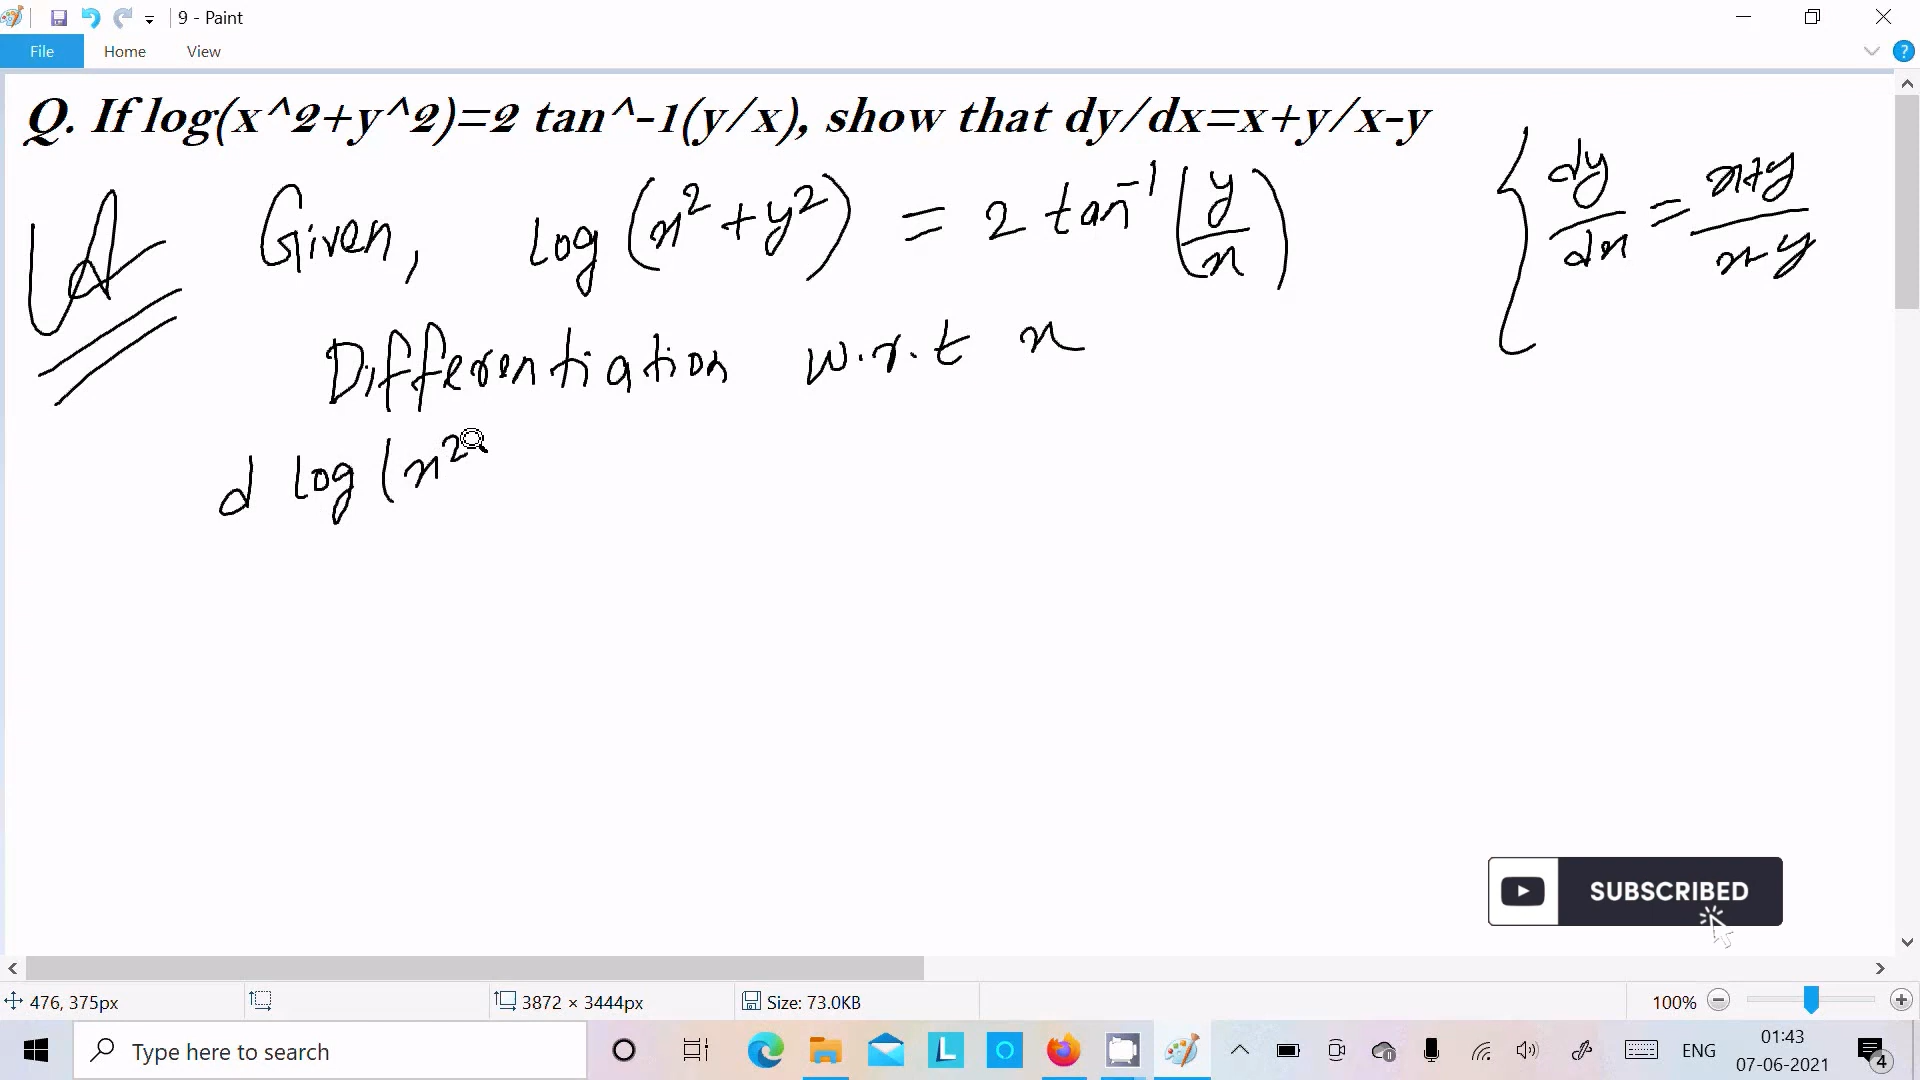 9 - Paint
File Home View
Q. If log(x^2+y^2)=2 tan^-1(y/x), show that dy/dx=x+y/x-y
Given, log (x² + y²) = 2 tan⁻¹ (y/x)
dy/dx = x+y/x-y
Differentiation w.r.t x
d log (x²
SUBSCRIBED
476, 375px 3872 × 3444px Size: 73.0KB 100%
Type here to search
ENG
01:43
07-06-2021
4